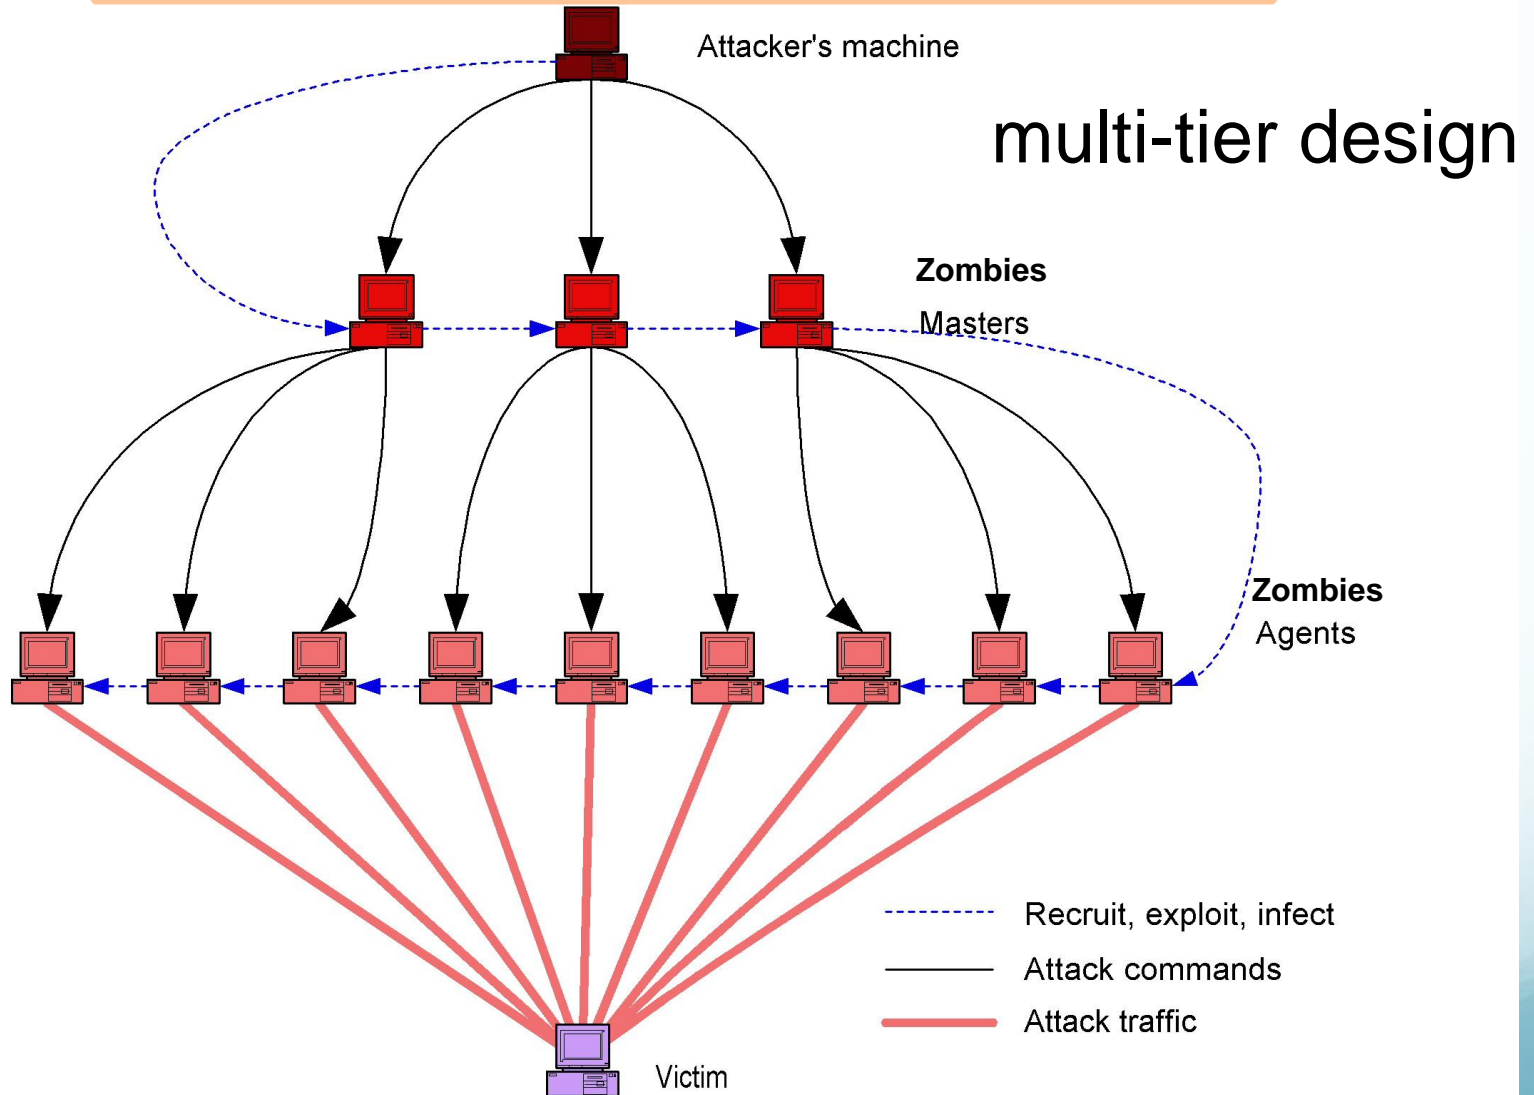 Attacker's machine
multi-tier design
Zombies
Masters
Zombies
Agents
Recruit, exploit, infect
Attack commands
Attack traffic
Victim